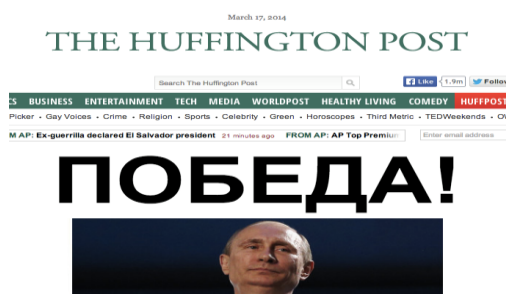 March 17, 2014
THE HUFFINGTON POST
Search The Huffington Post
Like 1.9m Follow
CS BUSINESS ENTERTAINMENT TECH MEDIA WORLDPOST HEALTHY LIVING COMEDY HUFFPOST
Picker • Gay Voices • Crime • Religion • Sports • Celebrity • Green • Horoscopes • Third Metric • TEDWeekends •
M AP: Ex-guerrilla declared El Salvador president 21 minutes ago FROM AP: AP Top Premium Enter email address
ПОБЕДА!